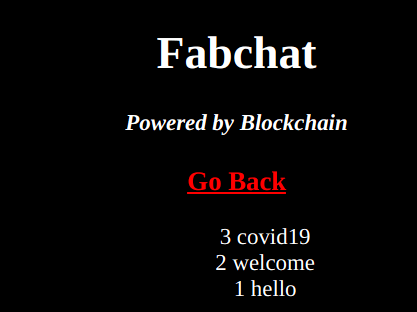 Fabchat
Powered by Blockchain
Go Back
3 covid19
2 welcome
1 hello